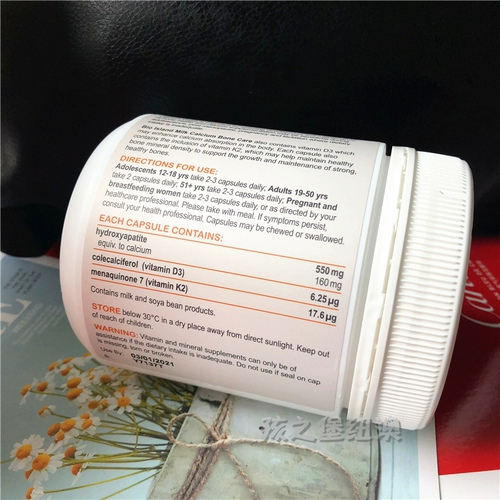 Bio Island Milk Calcium Bone Care also contains vitamin D3 which
may enhance calcium absorption in the body. Each capsule also
contains the inclusion of vitamin K2, which may help maintain healthy
bone mineral density to support the growth and maintenance of strong,
healthy bones.
DIRECTIONS FOR USE:
Adolescents 12-18 yrs take 2-3 capsules daily; Adults 19-50 yrs
take 2 capsules daily; 51+ yrs take 2-3 capsules daily; Pregnant and
breastfeeding women take 2-3 capsules daily, or as directed by your
healthcare professional. Please take with meal. If symptoms persist,
consult your health professional. Capsules may be chewed or swallowed.
EACH CAPSULE CONTAINS:
hydroxyapatite 550 mg
equiv. to calcium 160 mg
colecalciferol (vitamin D3) 6.25 µg
menaquinone 7 (vitamin K2) 17.6 µg
Contains milk and soya bean products.
STORE below 30°C in a dry place away from direct sunlight. Keep out
of reach of children.
WARNING: Vitamin and mineral supplements can only be of
assistance if the dietary intake is inadequate. Do not use if seal on cap
is missing, torn or broken.
Use By: 03/01/2021
Y71371